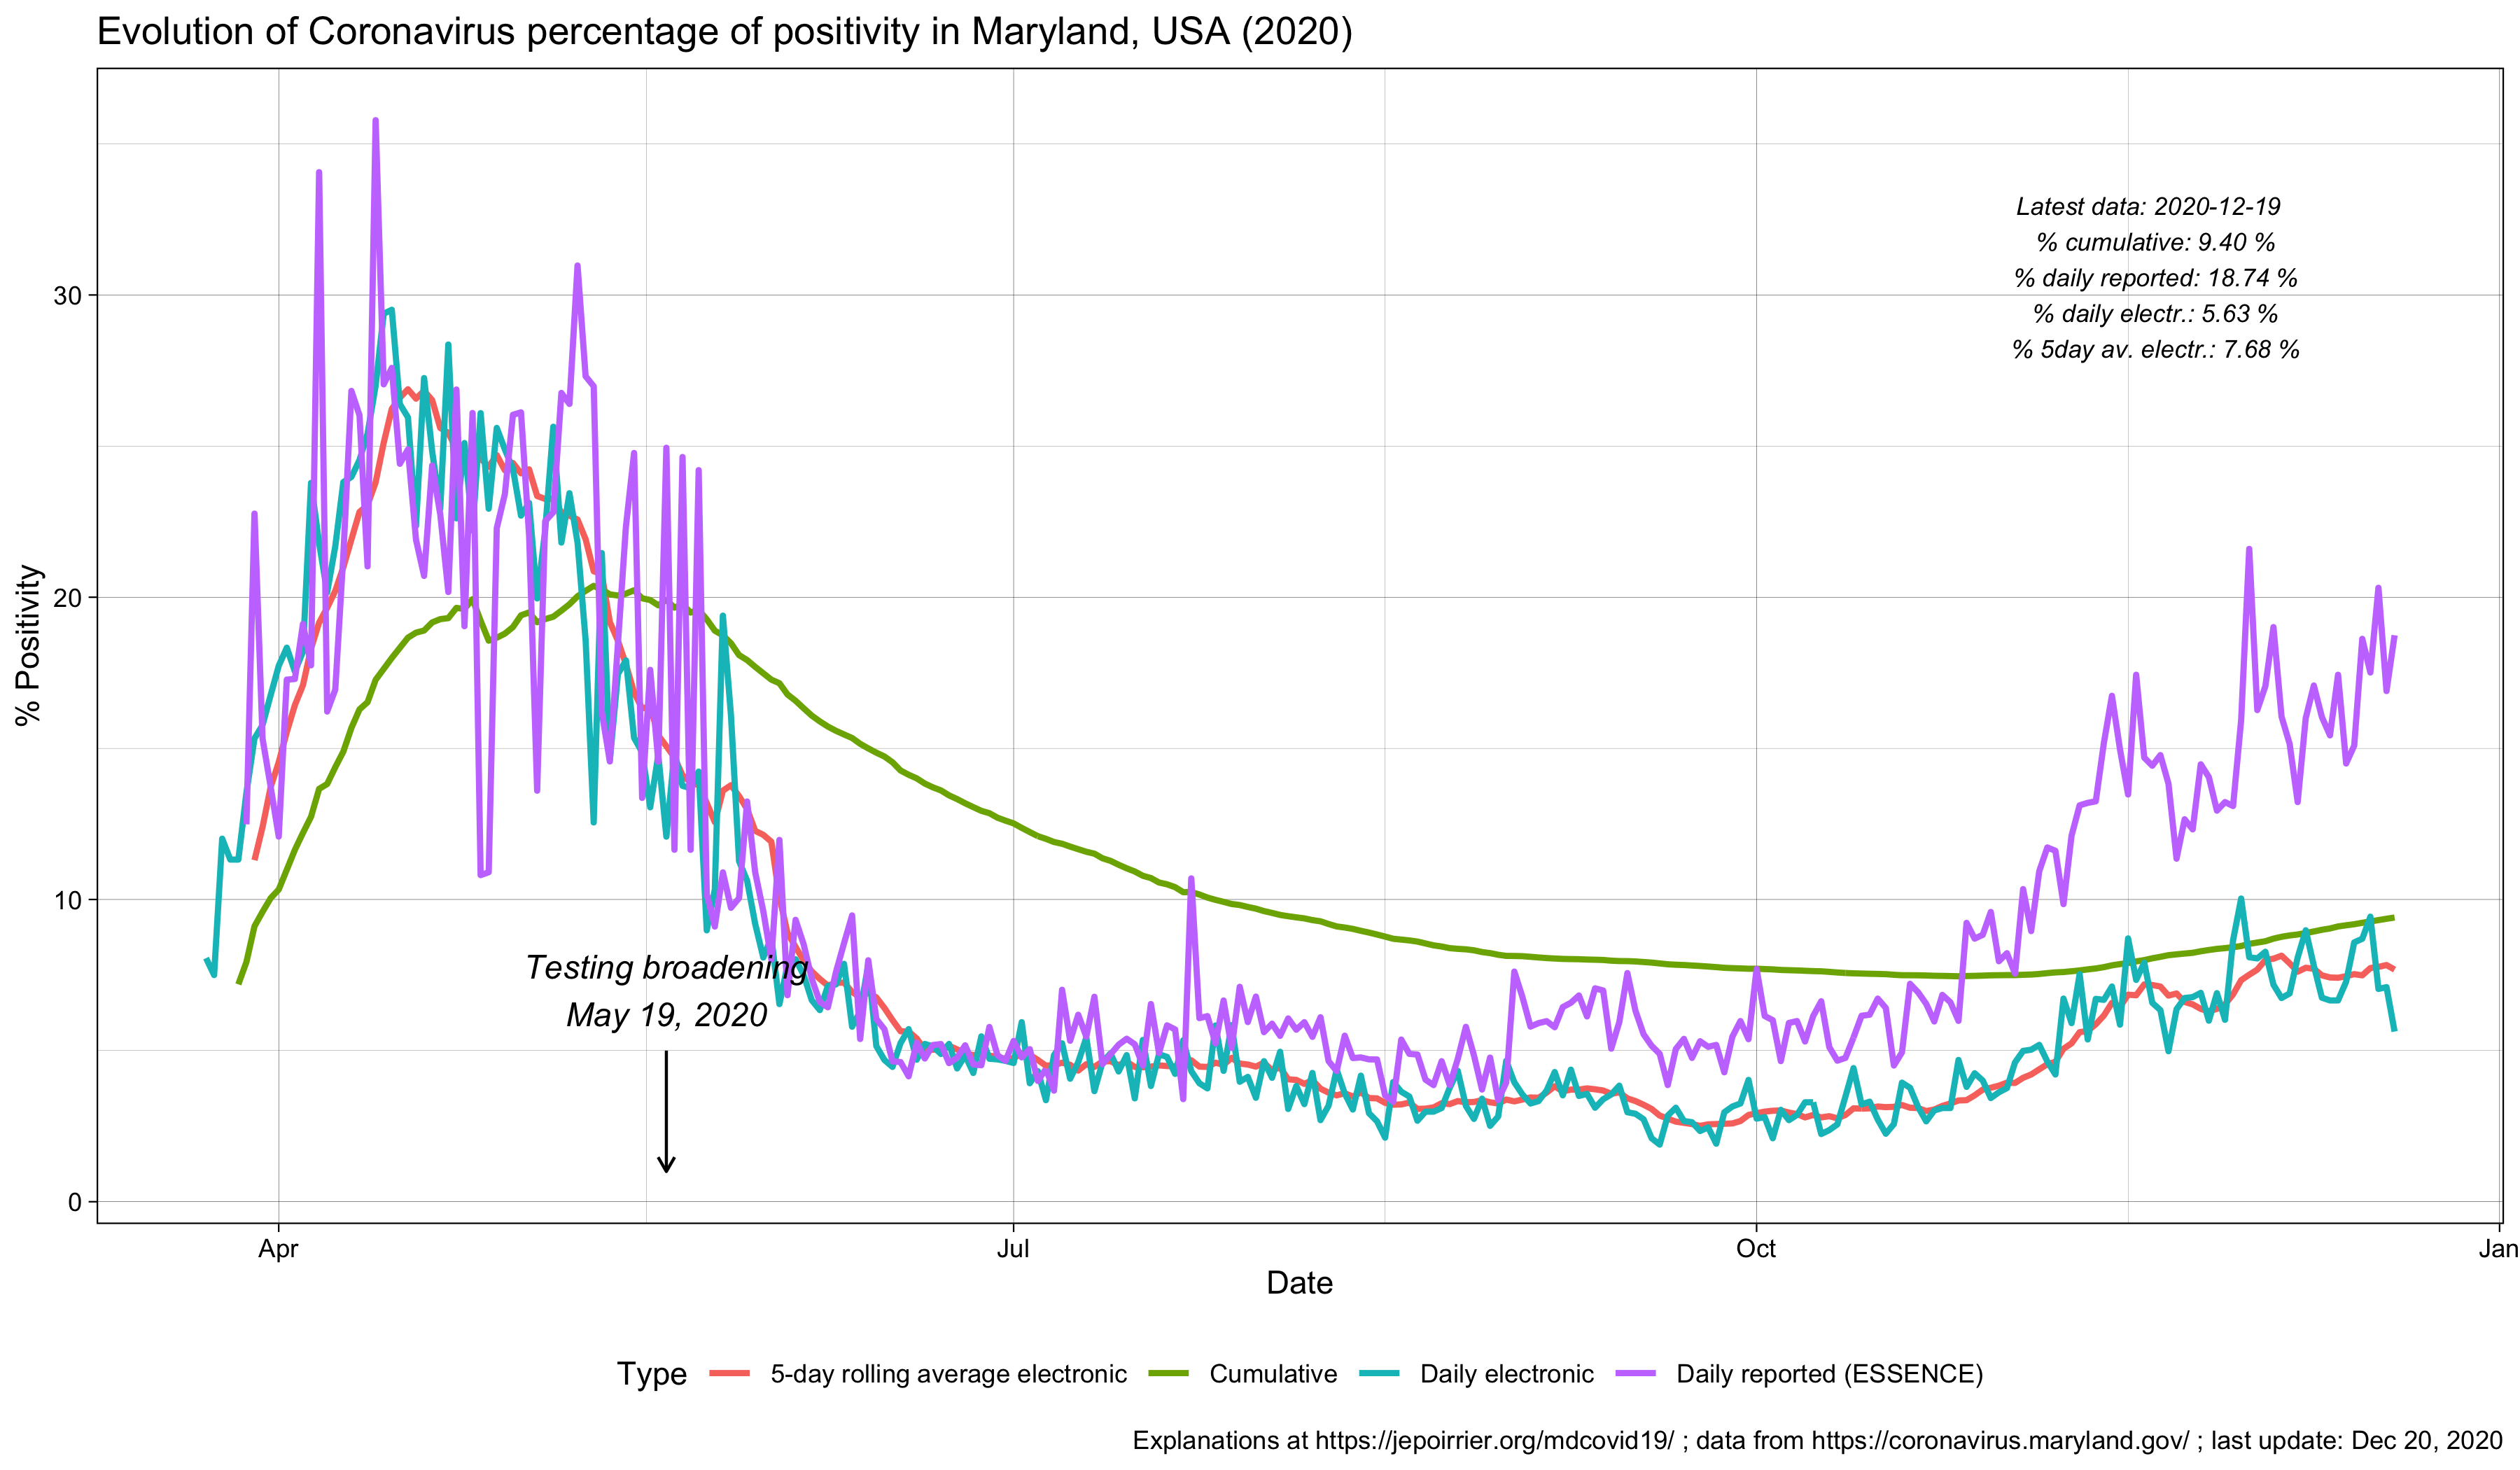 Evolution of Coronavirus percentage of positivity in Maryland, USA (2020)
Latest data: 2020-12-19
% cumulative: 9.40 %
% daily reported: 18.74 %
% daily electr.: 5.63 %
% 5day av. electr.: 7.68 %
30
20
10
0
% Positivity
Testing broadening
May 19, 2020
Apr
Jul
Oct
Jan
Date
Type
5-day rolling average electronic
Cumulative
Daily electronic
Daily reported (ESSENCE)
Explanations at https://jepoirrier.org/mdcovid19/ ; data from https://coronavirus.maryland.gov/ ; last update: Dec 20, 2020